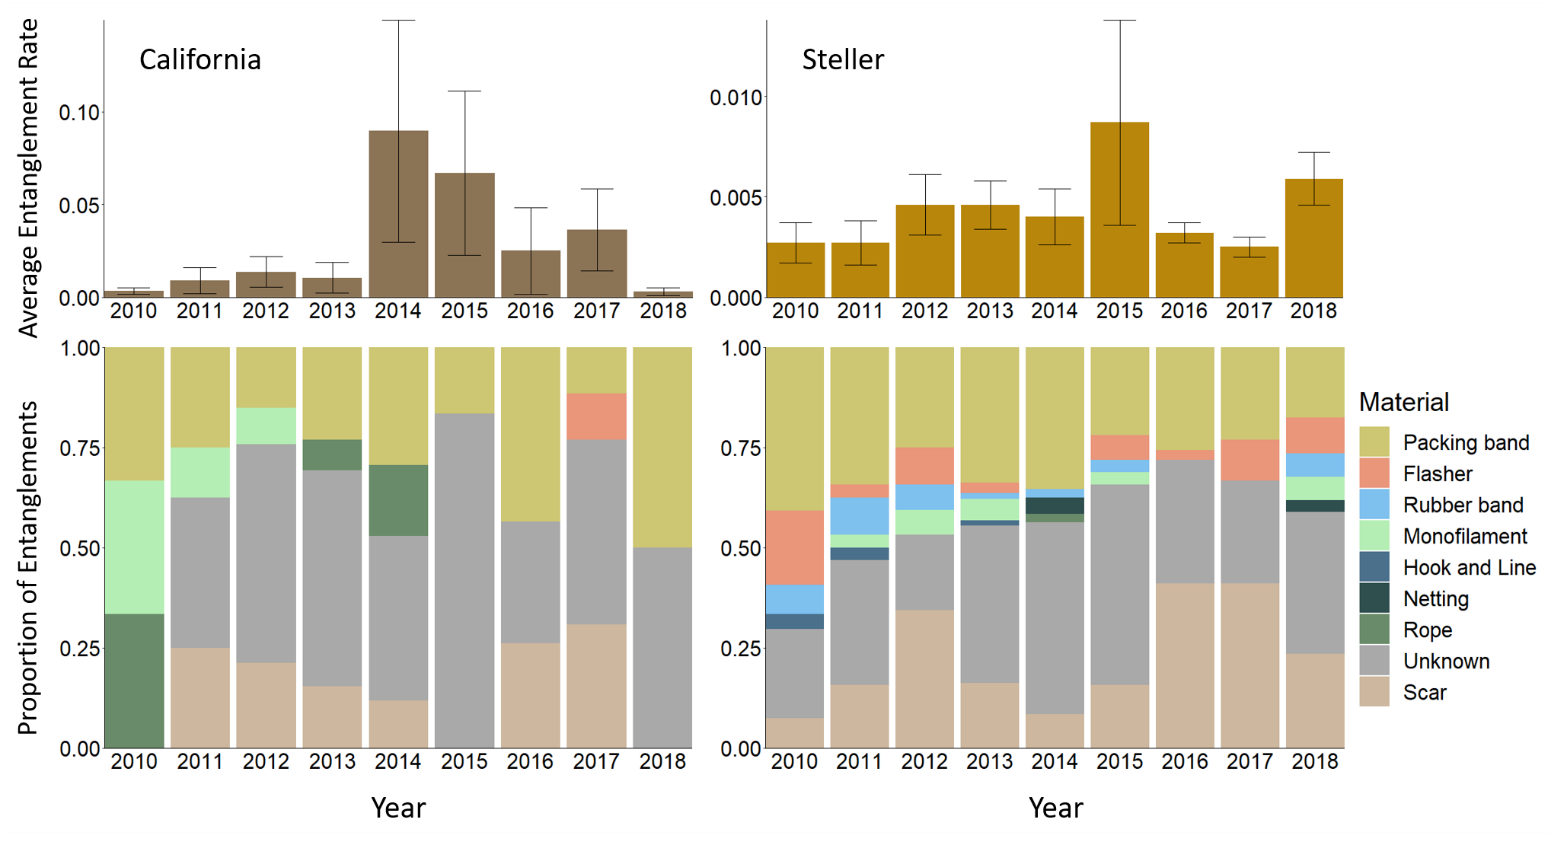 Average Entanglement Rate
California
0.10
0.05
0.00
2010 2011 2012 2013 2014 2015 2016 2017 2018
Steller
0.010
0.005
0.000
2010 2011 2012 2013 2014 2015 2016 2017 2018
Proportion of Entanglements
1.00
0.75
0.50
0.25
0.00
2010 2011 2012 2013 2014 2015 2016 2017 2018
Year
1.00
0.75
0.50
0.25
0.00
2010 2011 2012 2013 2014 2015 2016 2017 2018
Year
Material
Packing band
Flasher
Rubber band
Monofilament
Hook and Line
Netting
Rope
Unknown
Scar